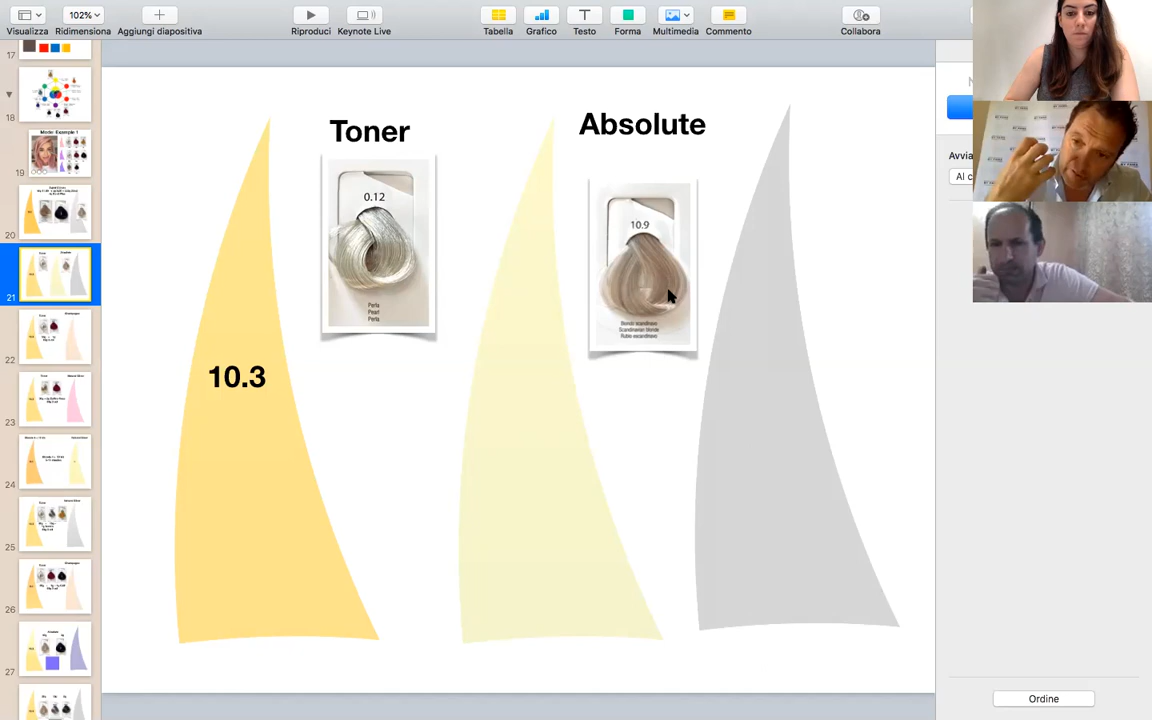 102%
Visualizza
Ridimensiona
Aggiungi diapositiva
Riproduci
Keynote Live
Tabella
Grafico
Testo
Forma
Multimedia
Commento
Collabora
17
18
19
20
21
22
23
24
25
26
27
Toner
Absolute
0.12
Perla
Pearl
Perla
10.9
Biondo scandinavo
Scandinavian blonde
Rubio escandinavo
10.3
Ordine